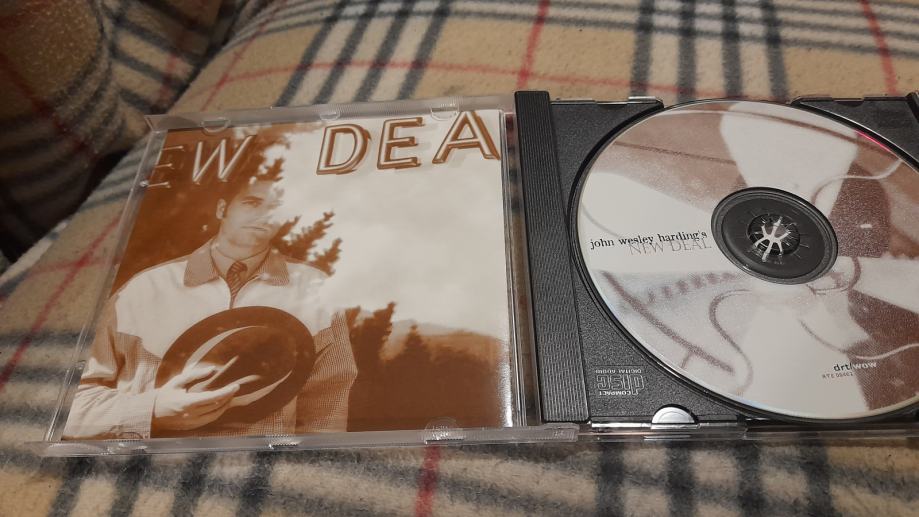 EW DEA
john wesley harding's
NEW DEAL
COMPACT
disc
DIGITAL AUDIO
drt/wow